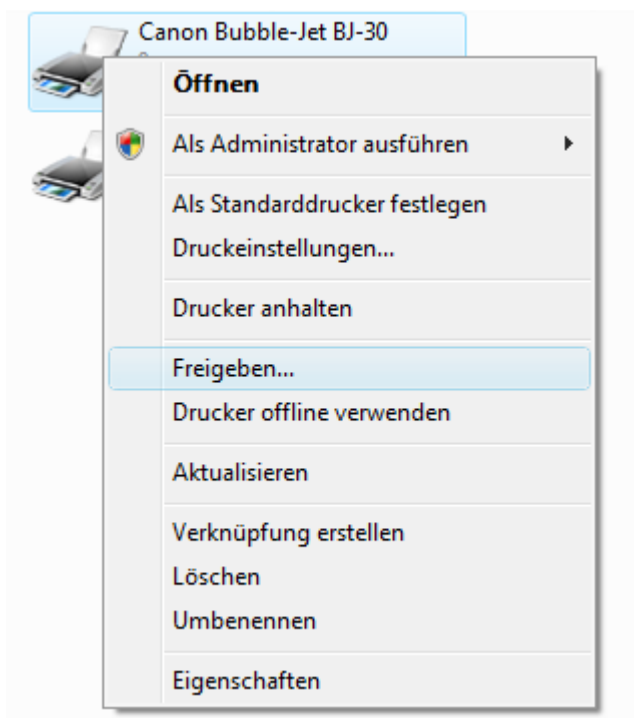 Canon Bubble-Jet BJ-30
Öffnen
Als Administrator ausführen
Als Standarddrucker festlegen
Druckeinstellungen...
Drucker anhalten
Freigeben...
Drucker offline verwenden
Aktualisieren
Verknüpfung erstellen
Löschen
Umbenennen
Eigenschaften